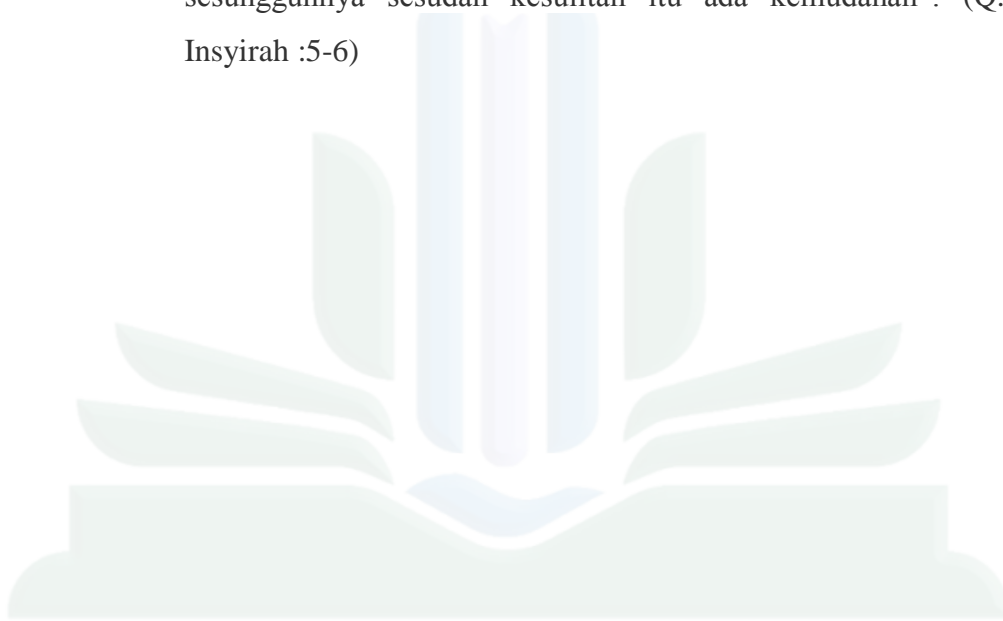 sesungguhnya sesudah kesulitan itu ada kemudahan". (Q.
Insyirah :5-6)